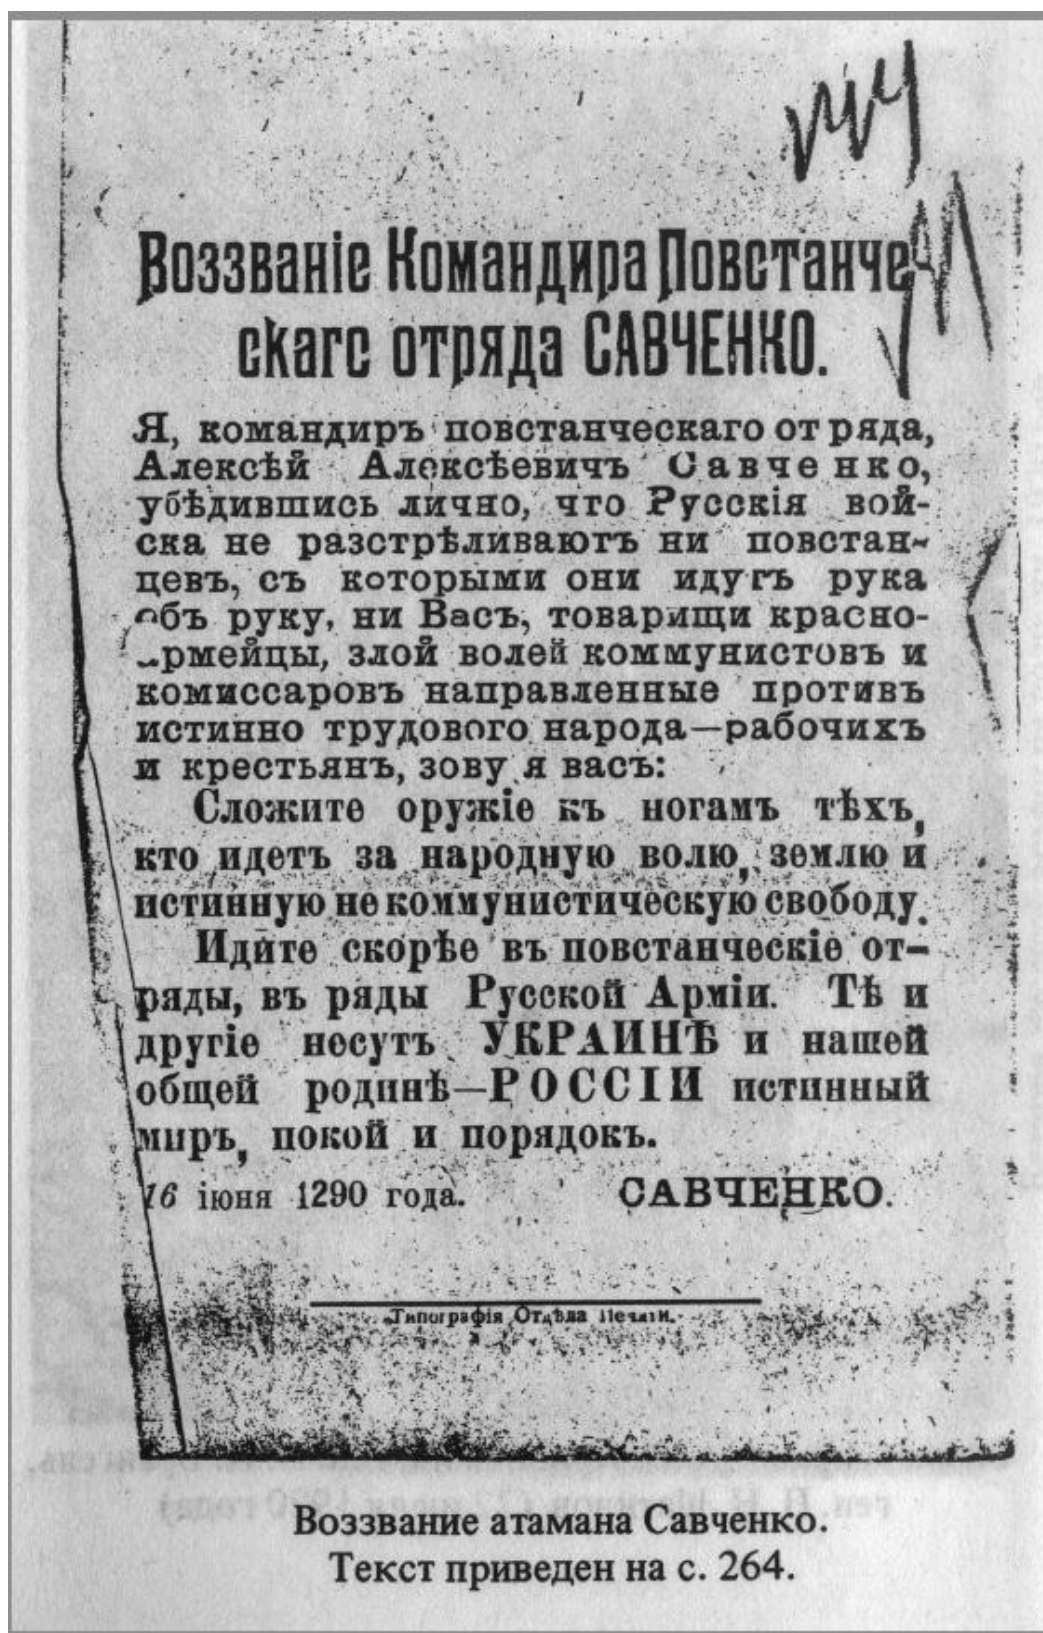 Воззваніе Командира Повстанче-
скагс отряда САВЧЕНКО.
Я, командиръ повстанческаго отряда,
Алексѣй Алексѣевичъ Савченко,
убѣдившись лично, что Русскія вой-
ска не разстрѣливаютъ ни повстан-
цевъ, съ которыми они идутъ рука
объ руку, ни Васъ, товарищи красно-
армейцы, злой волей коммунистовъ и
комиссаровъ направленные противъ
истинно трудового народа—рабочихъ
и крестьянъ, зову я васъ:
Сложите оружіе къ ногамъ тѣхъ,
кто идетъ за народную волю, землю и
истинную не коммунистическую свободу.
Идите скорѣе въ повстанческіе от-
ряды, въ ряды Русской Арміи. Тѣ и
другіе несутъ УКРАИНѢ и нашей
общей родинѣ—РОССІИ истинный
миръ, покой и порядокъ.
16 іюня 1290 года. САВЧЕНКО.
Типографія Отдѣла Печати.
Воззвание атамана Савченко.
Текст приведен на с. 264.